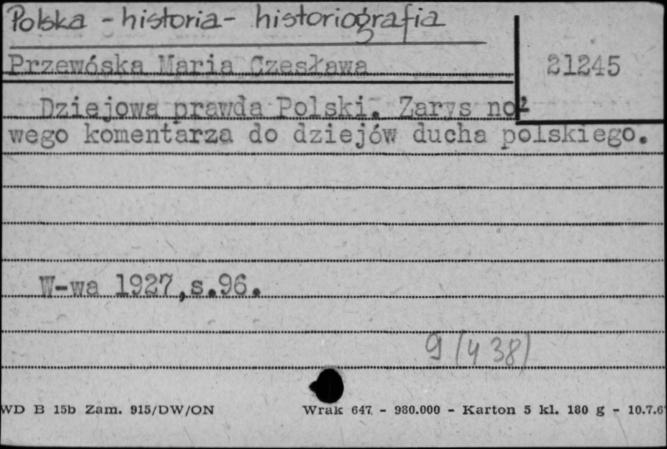 Polska - historia - historiografia
Przewóska Maria Czesława
21245
Dziejowa prawda Polski. Zarys no-
wego komentarza do dziejów ducha polskiego.
W-wa 1927,s.96.
9 (438)
WD B 15b Zam. 915/DW/ON
Wrak 647. - 980.000 - Karton 5 kl. 180 g - 10.7.6